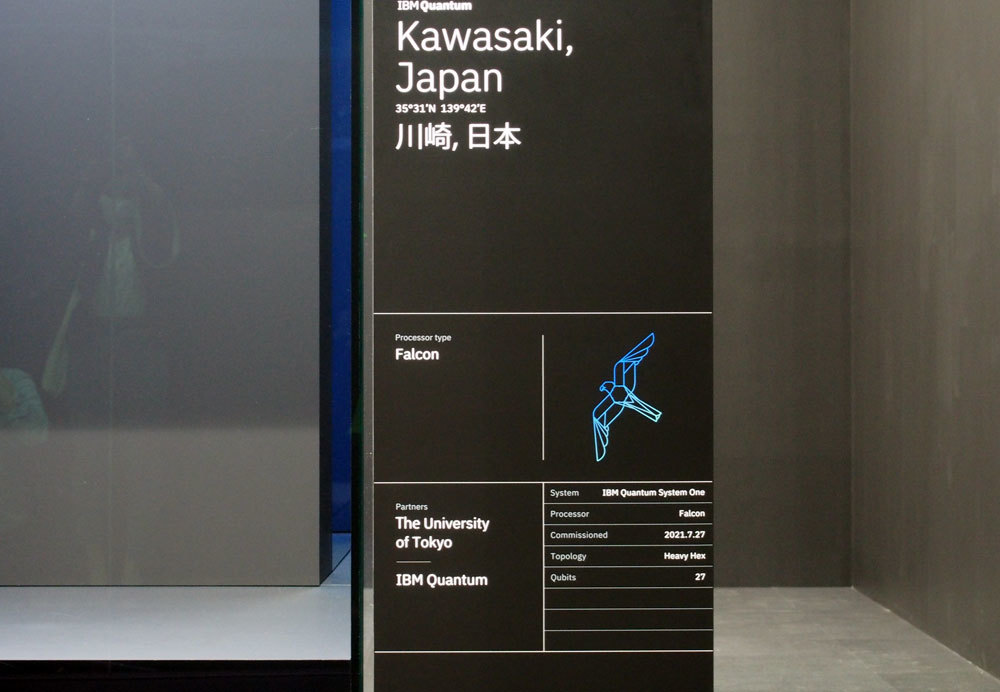 IBM Quantum
Kawasaki,
Japan
35°31'N 139°42'E
川崎, 日本
Processor type
Falcon
Partners
The University
of Tokyo
IBM Quantum
System IBM Quantum System One
Processor Falcon
Commissioned 2021.7.27
Topology Heavy Hex
Qubits 27